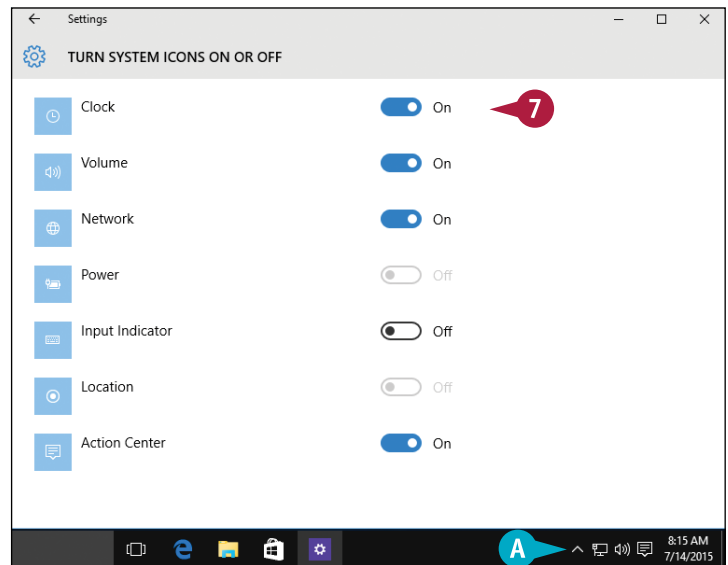 Settings
TURN SYSTEM ICONS ON OR OFF
Clock On 7
Volume On
Network On
Power Off
Input Indicator Off
Location Off
Action Center On
A 8:15 AM
7/14/2015